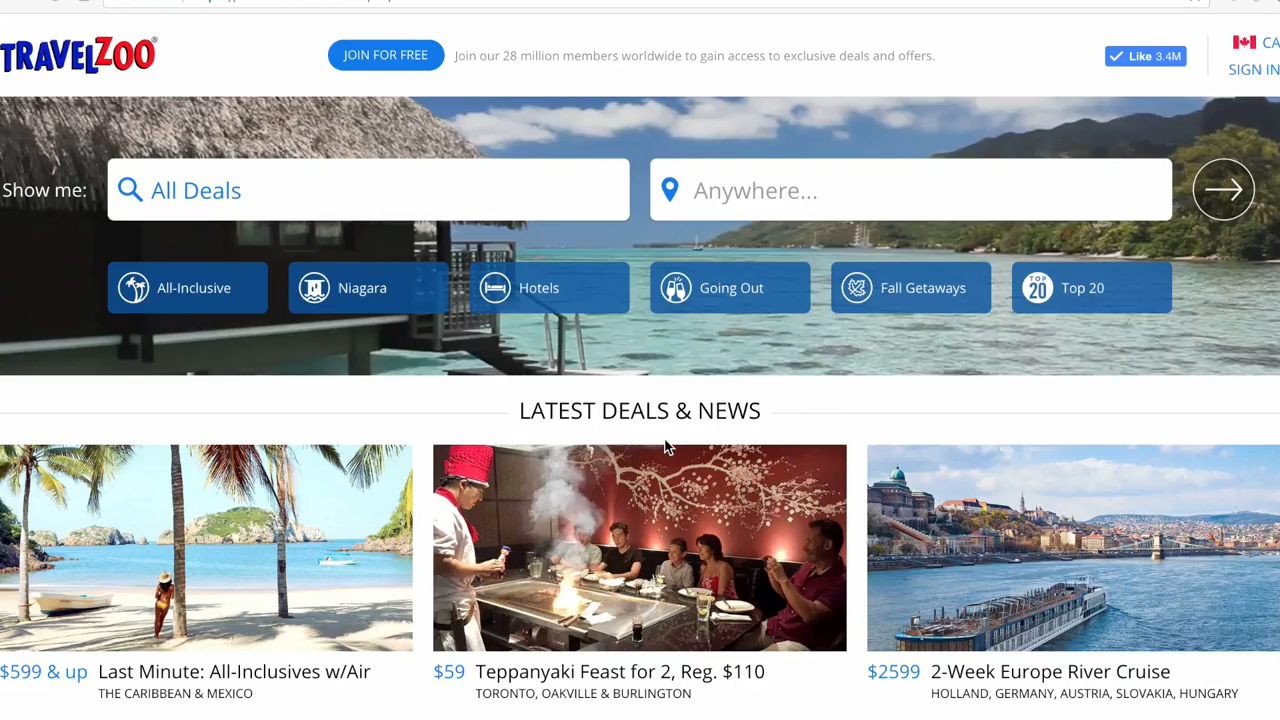 TRAVELZOO®
JOIN FOR FREE
Join our 28 million members worldwide to gain access to exclusive deals and offers.
Like 3.4M
CA
SIGN IN
Show me:
All Deals
Anywhere...
All-Inclusive
Niagara
Hotels
Going Out
Fall Getaways
TOP 20
Top 20
LATEST DEALS & NEWS
$599 & up Last Minute: All-Inclusives w/Air
THE CARIBBEAN & MEXICO
$59 Teppanyaki Feast for 2, Reg. $110
TORONTO, OAKVILLE & BURLINGTON
$2599 2-Week Europe River Cruise
HOLLAND, GERMANY, AUSTRIA, SLOVAKIA, HUNGARY